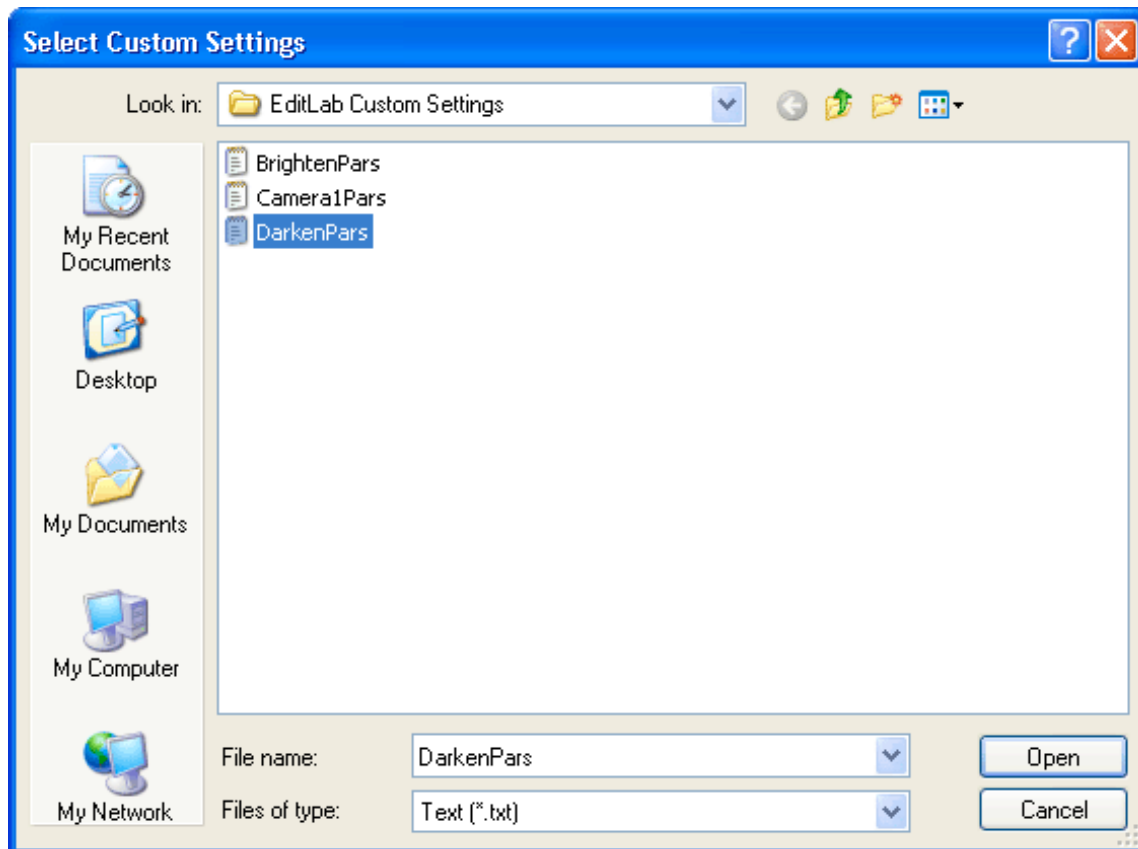 Select Custom Settings
Look in: EditLab Custom Settings
My Recent
Documents
Desktop
My Documents
My Computer
My Network
BrightenPars
Camera1Pars
DarkenPars
File name: DarkenPars Open
Files of type: Text (*.txt) Cancel